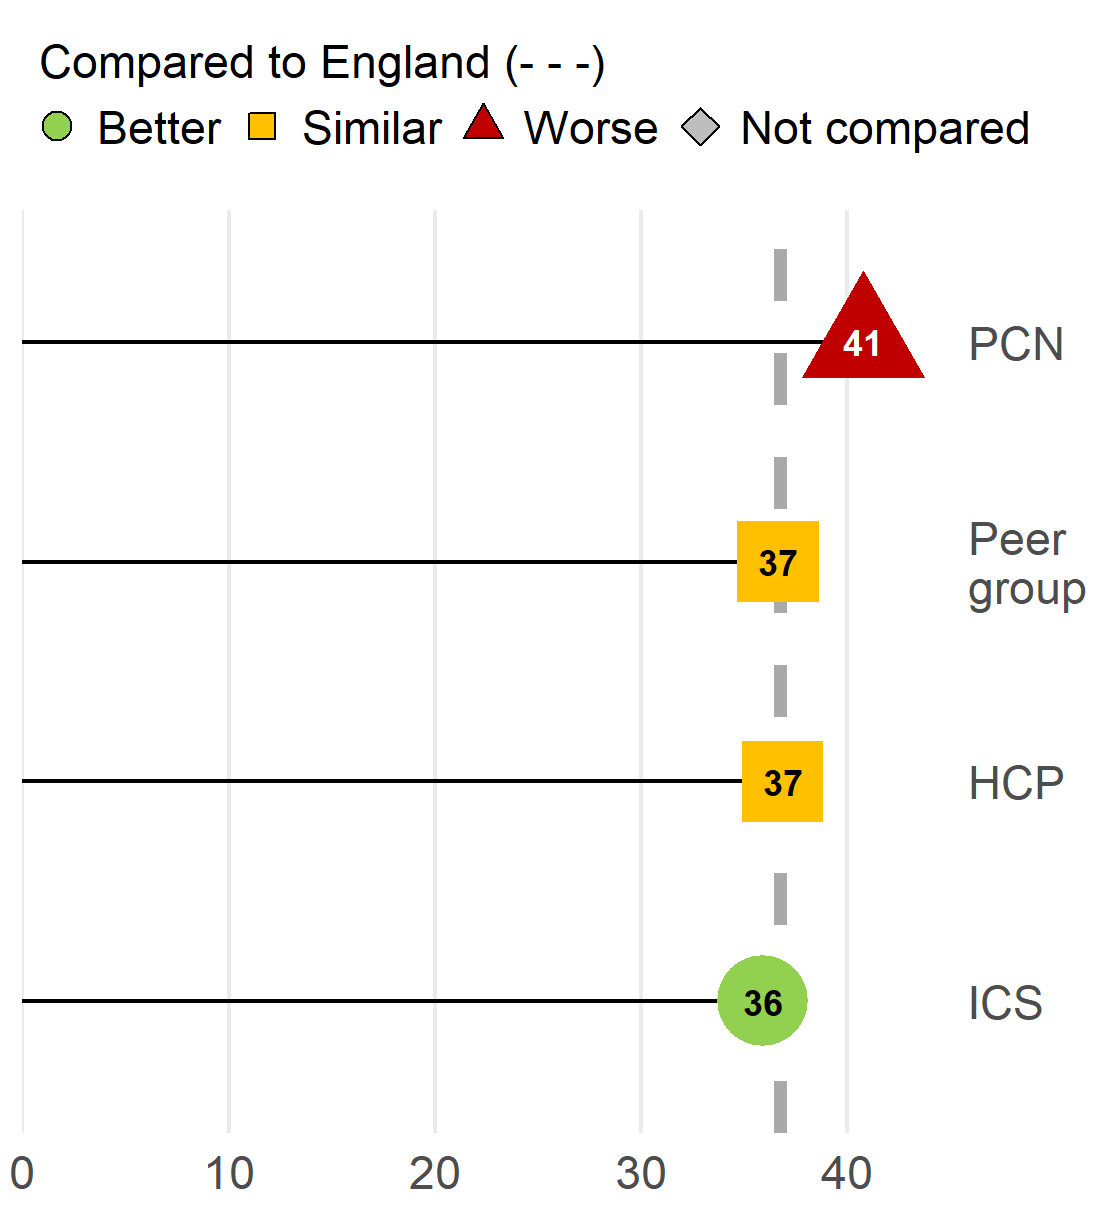 Compared to England (- - -)
Better Similar Worse Not compared
41 PCN
37 Peer
group
37 HCP
36 ICS
0 10 20 30 40